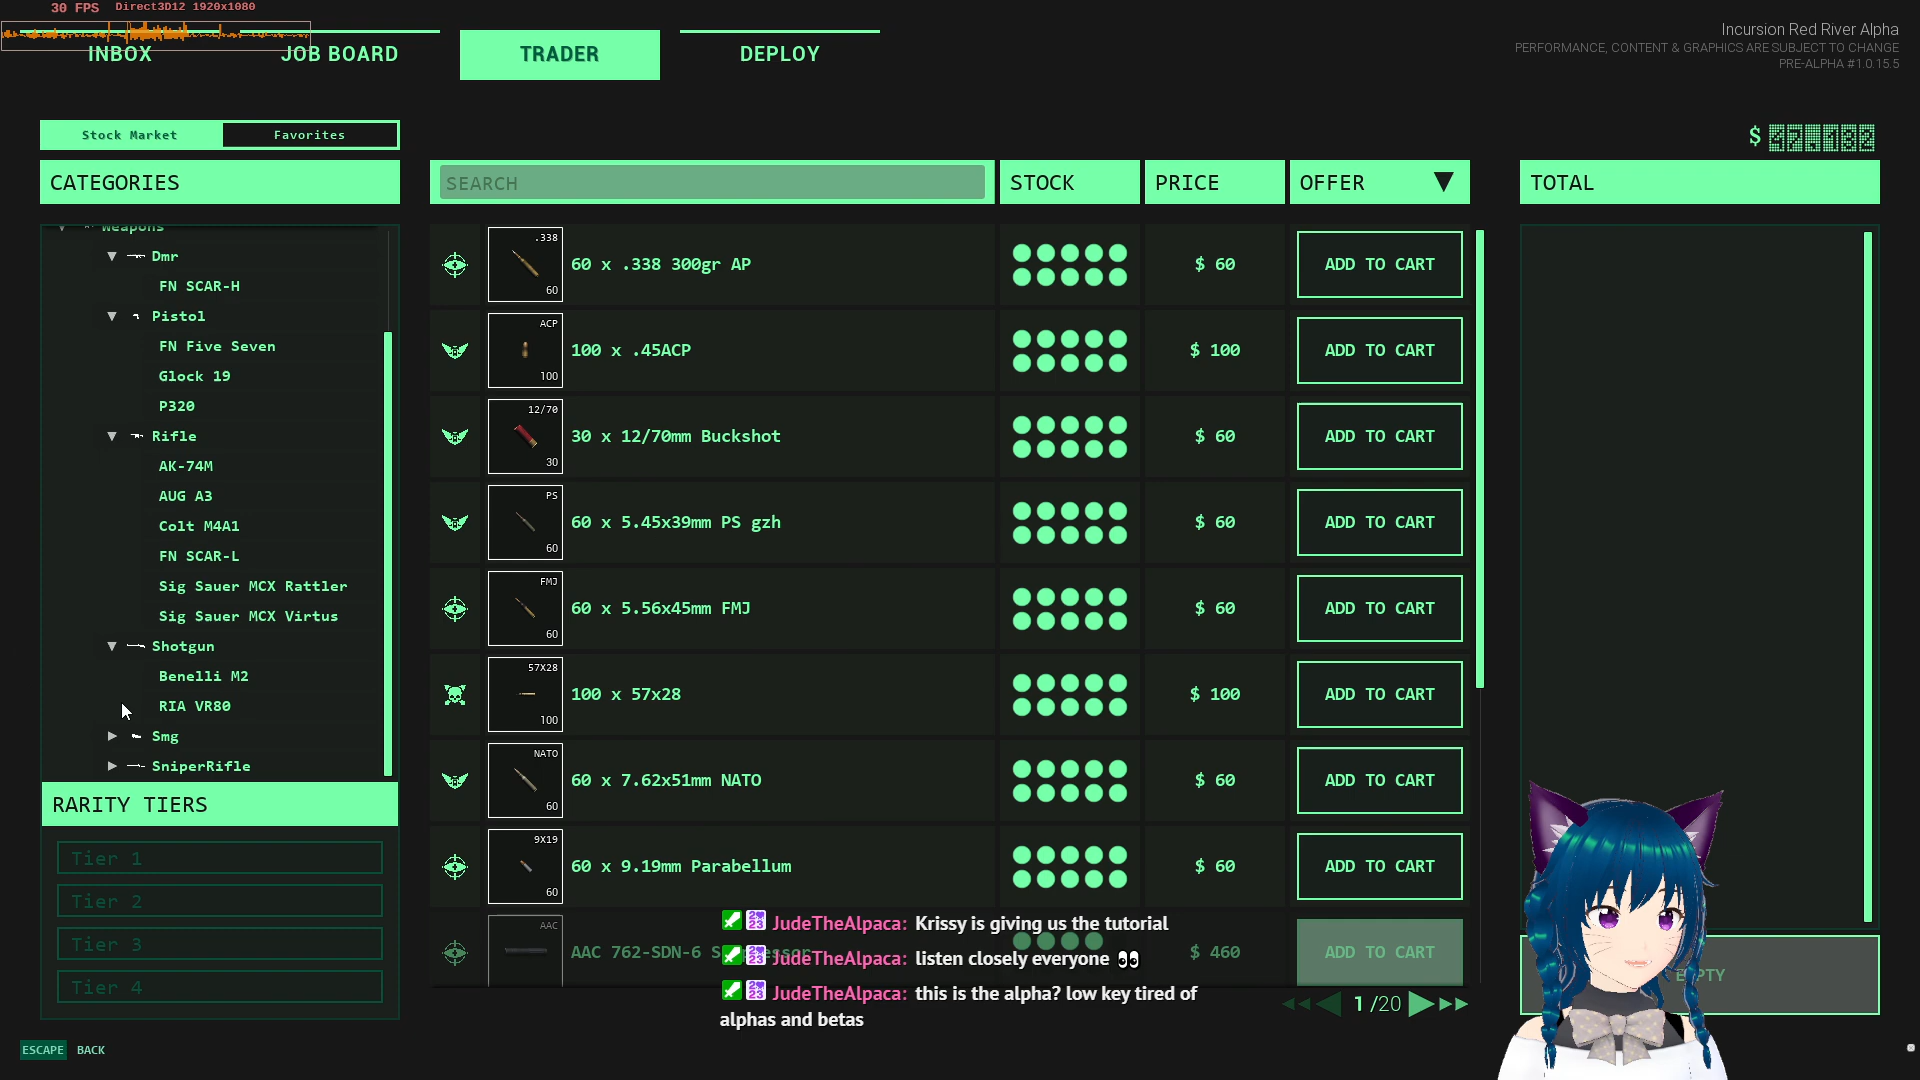 30 FPS Direct3D12 1920x1080
INBOX JOB BOARD TRADER DEPLOY
Incursion Red River Alpha
PERFORMANCE, CONTENT & GRAPHICS ARE SUBJECT TO CHANGE
PRE-ALPHA #1.0.15.5
Stock Market Favorites
$
CATEGORIES SEARCH STOCK PRICE OFFER TOTAL
Weapons
Dmr
FN SCAR-H
Pistol
FN Five Seven
Glock 19
P320
Rifle
AK-74M
AUG A3
Colt M4A1
FN SCAR-L
Sig Sauer MCX Rattler
Sig Sauer MCX Virtus
Shotgun
Benelli M2
RIA VR80
Smg
SniperRifle
RARITY TIERS
Tier 1
Tier 2
Tier 3
Tier 4
.338
60
60 x .338 300gr AP $ 60 ADD TO CART
ACP
100
100 x .45ACP $ 100 ADD TO CART
12/70
30
30 x 12/70mm Buckshot $ 60 ADD TO CART
PS
60
60 x 5.45x39mm PS gzh $ 60 ADD TO CART
FMJ
60
60 x 5.56x45mm FMJ $ 60 ADD TO CART
57X28
100
100 x 57x28 $ 100 ADD TO CART
NATO
60
60 x 7.62x51mm NATO $ 60 ADD TO CART
9X19
60
60 x 9.19mm Parabellum $ 60 ADD TO CART
AAC
AAC 762-SDN-6 $ 460 ADD TO CART
JudeTheAlpaca: Krissy is giving us the tutorial
JudeTheAlpaca: listen closely everyone 👀
JudeTheAlpaca: this is the alpha? low key tired of
alphas and betas
1 /20
ESCAPE BACK